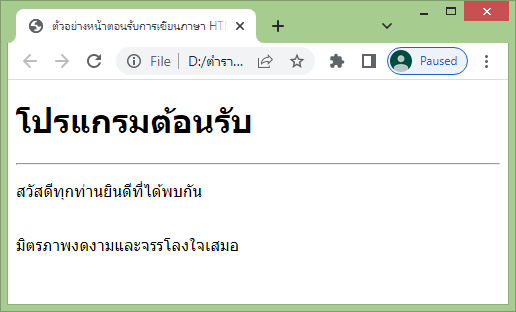 ตัวอย่างหน้าตอนรับการเขียนภาษา HT
File
D:/ตำรา...
Paused
โปรแกรมต้อนรับ
สวัสดีทุกท่านยินดีที่ได้พบกัน
มิตรภาพงดงามและจรรโลงใจเสมอ